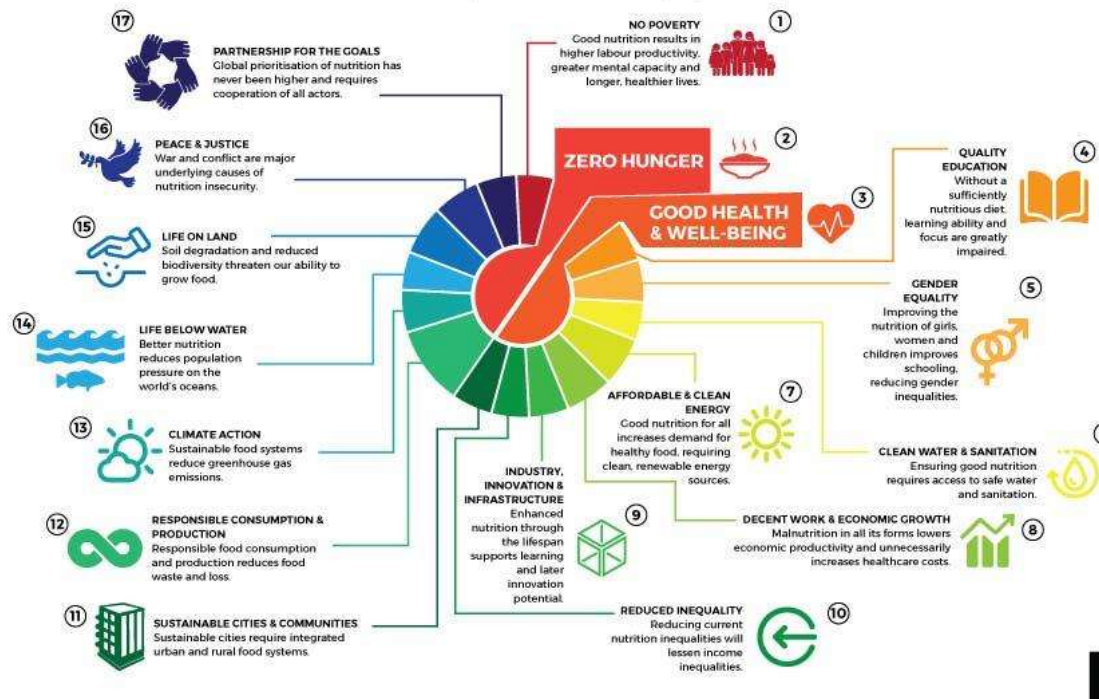 1
NO POVERTY
Good nutrition results in
higher labour productivity,
greater mental capacity and
longer, healthier lives.
2
ZERO HUNGER
3
GOOD HEALTH
& WELL-BEING
4
QUALITY
EDUCATION
Without a
sufficiently
nutritious diet,
learning ability and
focus are greatly
impaired.
5
GENDER
EQUALITY
Improving the
nutrition of girls,
women and
children improves
schooling,
reducing gender
inequalities.
CLEAN WATER & SANITATION
Ensuring good nutrition
requires access to safe water
and sanitation.
7
AFFORDABLE & CLEAN
ENERGY
Good nutrition for all
increases demand for
healthy food, requiring
clean, renewable energy
sources.
8
DECENT WORK & ECONOMIC GROWTH
Malnutrition in all its forms lowers
economic productivity and unnecessarily
increases healthcare costs.
9
INDUSTRY,
INNOVATION &
INFRASTRUCTURE
Enhanced
nutrition through
the lifespan
supports learning
and later
innovation
potential.
10
REDUCED INEQUALITY
Reducing current
nutrition inequalities will
lessen income
inequalities.
11
SUSTAINABLE CITIES & COMMUNITIES
Sustainable cities require integrated
urban and rural food systems.
12
RESPONSIBLE CONSUMPTION &
PRODUCTION
Responsible food consumption
and production reduces food
waste and loss.
13
CLIMATE ACTION
Sustainable food systems
reduce greenhouse gas
emissions.
14
LIFE BELOW WATER
Better nutrition
reduces population
pressure on the
world's oceans.
15
LIFE ON LAND
Soil degradation and reduced
biodiversity threaten our ability to
grow food.
16
PEACE & JUSTICE
War and conflict are major
underlying causes of
nutrition insecurity.
17
PARTNERSHIP FOR THE GOALS
Global prioritisation of nutrition has
never been higher and requires
cooperation of all actors.